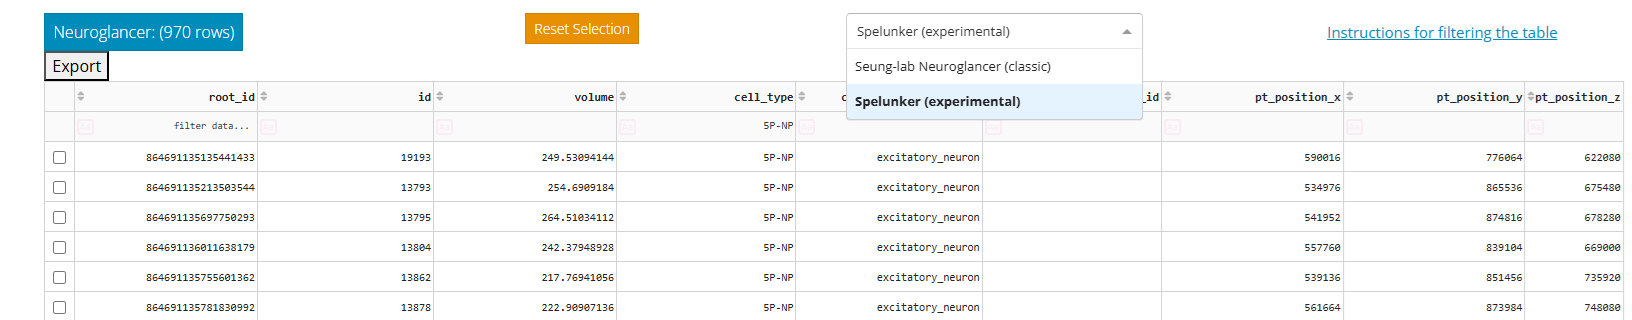 Neuroglancer: (970 rows)
Reset Selection
Spelunker (experimental)
Instructions for filtering the table
Export
Seung-lab Neuroglancer (classic)
Spelunker (experimental)
root_id id volume cell_type c _id pt_position_x pt_position_y pt_position_z
filter data... 5P-NP
864691135135441433 19193 249.53094144 5P-NP excitatory_neuron 590016 776064 622080
864691135213503544 13793 254.6909184 5P-NP excitatory_neuron 534976 865536 675480
864691135697750293 13795 264.51034112 5P-NP excitatory_neuron 541952 874816 678280
864691136011638179 13804 242.37948928 5P-NP excitatory_neuron 557760 839104 669000
864691135755601362 13862 217.76941056 5P-NP excitatory_neuron 539136 851456 735920
864691135781830992 13878 222.90907136 5P-NP excitatory_neuron 561664 873984 748080